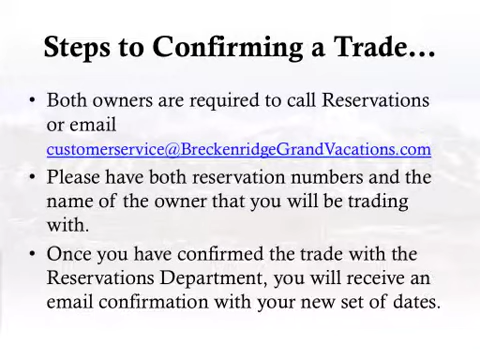 Steps to Confirming a Trade…
• Both owners are required to call Reservations
or email
customerservice@BreckenridgeGrandVacations.com
• Please have both reservation numbers and the
name of the owner that you will be trading
with.
• Once you have confirmed the trade with the
Reservations Department, you will receive an
email confirmation with your new set of dates.